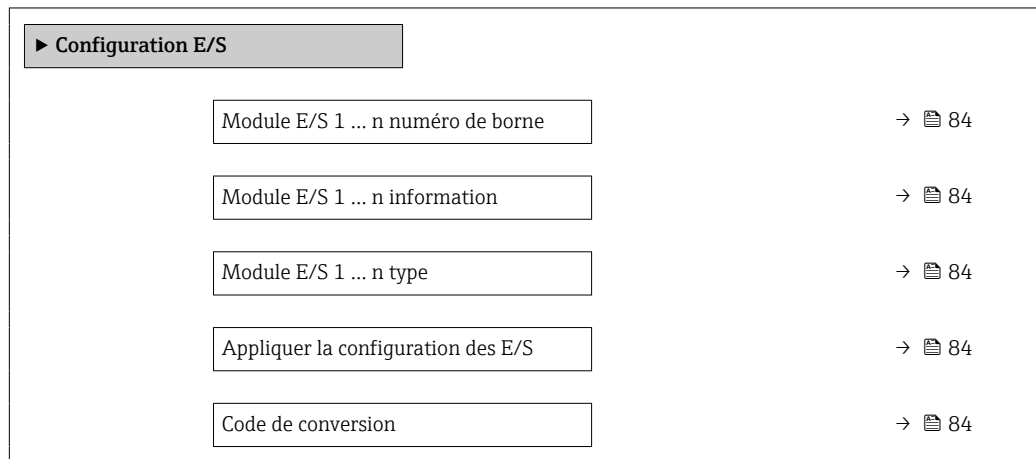 ▶ Configuration E/S
Module E/S 1 … n numéro de borne → 84
Module E/S 1 … n information → 84
Module E/S 1 … n type → 84
Appliquer la configuration des E/S → 84
Code de conversion → 84